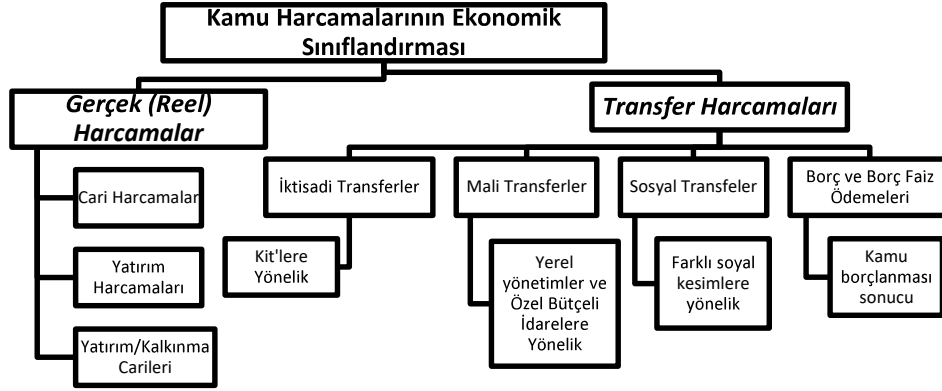 Kamu Harcamalarının Ekonomik
Sınıflandırması
Gerçek (Reel)
Harcamalar
Transfer Harcamaları
Cari Harcamalar
Yatırım
Harcamaları
Yatırım/Kalkınma
Carileri
İktisadi Transferler
Kit'lere
Yönelik
Mali Transferler
Yerel
yönetimler ve
Özel Bütçeli
İdarelere
Yönelik
Sosyal Transfeler
Farklı soyal
kesimlere
yönelik
Borç ve Borç Faiz
Ödemeleri
Kamu
borçlanması
sonucu